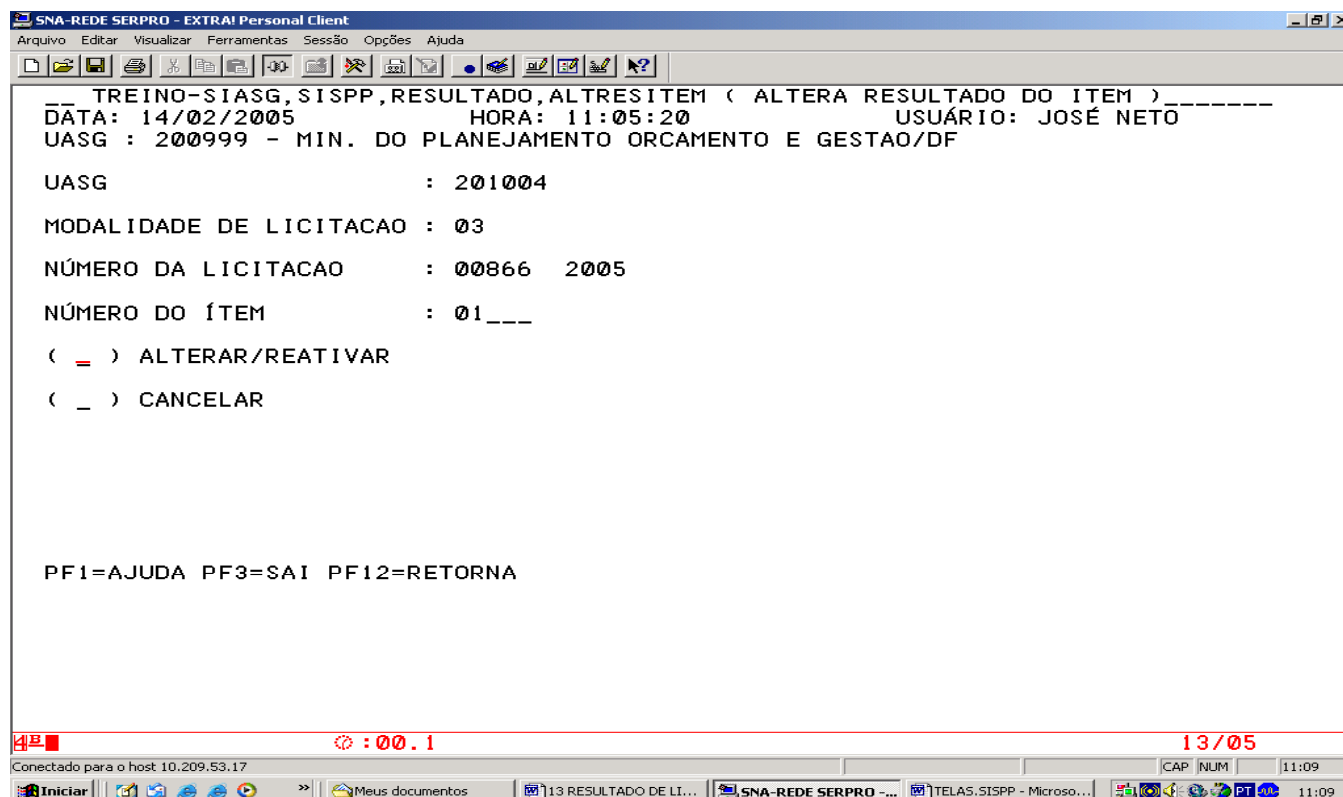 SNA-REDE SERPRO - EXTRA! Personal Client
Arquivo Editar Visualizar Ferramentas Sessão Opções Ajuda
__ TREINO-SIASG,SISPP,RESULTADO,ALTRESITEM ( ALTERA RESULTADO DO ITEM )_______
DATA: 14/02/2005 HORA: 11:05:20 USUÁRIO: JOSÉ NETO
UASG : 200999 - MIN. DO PLANEJAMENTO ORCAMENTO E GESTAO/DF
UASG : 201004
MODALIDADE DE LICITACAO : 03
NÚMERO DA LICITACAO : 00866 2005
NÚMERO DO ÍTEM : 01___
( _ ) ALTERAR/REATIVAR
( _ ) CANCELAR
PF1=AJUDA PF3=SAI PF12=RETORNA
4B :00.1 13/05
Conectado para o host 10.209.53.17 CAP NUM 11:09
Iniciar » Meus documentos 13 RESULTADO DE LI... SNA-REDE SERPRO -... TELAS.SISPP - Microso... PT 11:09